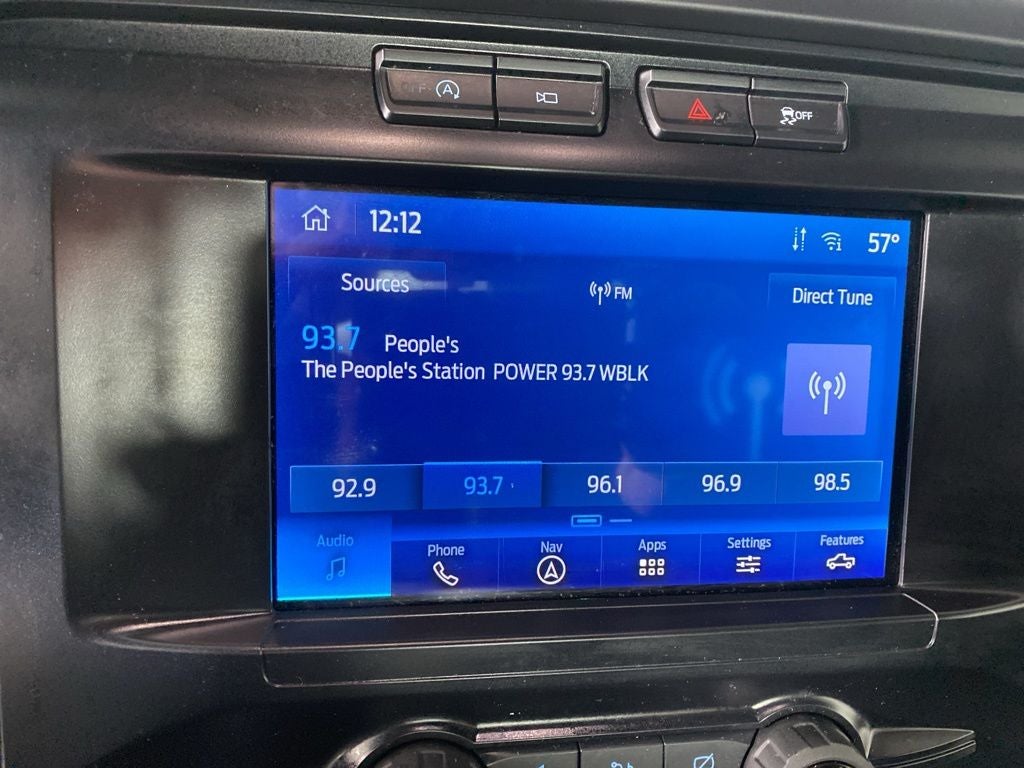 OFF A
OFF
12:12
57°
Sources
FM
Direct Tune
93.7 People's
The People's Station POWER 93.7 WBLK
92.9 93.7 96.1 96.9 98.5
Audio Phone Nav Apps Settings Features